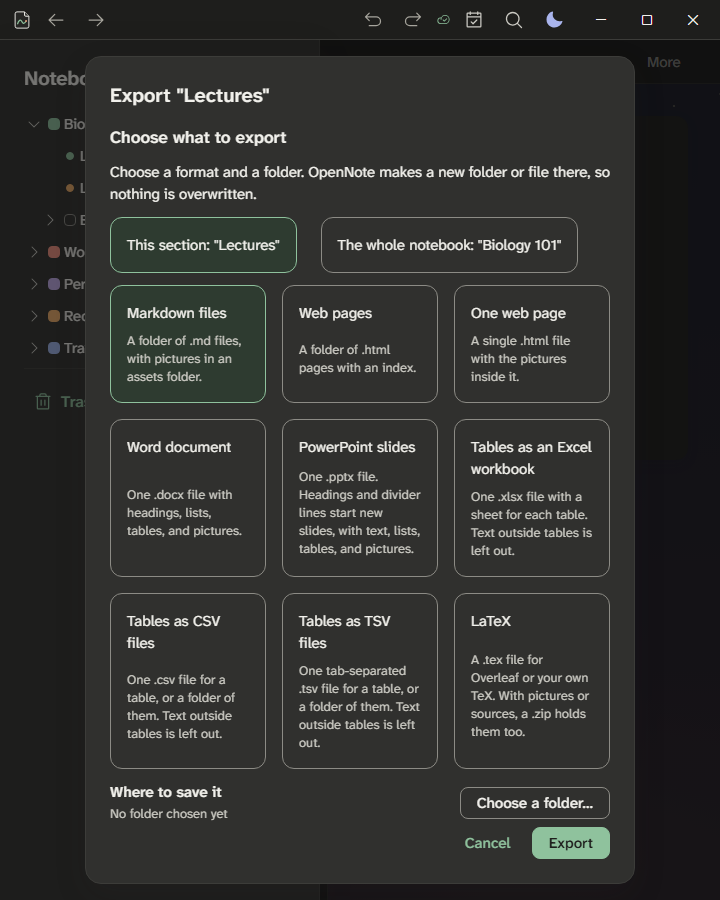 More
Notebo
Export "Lectures"
Choose what to export
Choose a format and a folder. OpenNote makes a new folder or file there, so
nothing is overwritten.
This section: "Lectures"
The whole notebook: "Biology 101"
Markdown files
A folder of .md files,
with pictures in an
assets folder.
Web pages
A folder of .html
pages with an index.
One web page
A single .html file
with the pictures
inside it.
Word document
One .docx file with
headings, lists,
tables, and pictures.
PowerPoint slides
One .pptx file.
Headings and divider
lines start new
slides, with text, lists,
tables, and pictures.
Tables as an Excel
workbook
One .xlsx file with a
sheet for each table.
Text outside tables is
left out.
Tables as CSV
files
One .csv file for a
table, or a folder of
them. Text outside
tables is left out.
Tables as TSV
files
One tab-separated
.tsv file for a table, or
a folder of them. Text
outside tables is left
out.
LaTeX
A .tex file for
Overleaf or your own
TeX. With pictures or
sources, a .zip holds
them too.
Where to save it
No folder chosen yet
Choose a folder...
Cancel
Export
Bio
L
L
E
Wo
Per
Rec
Tra
Tras